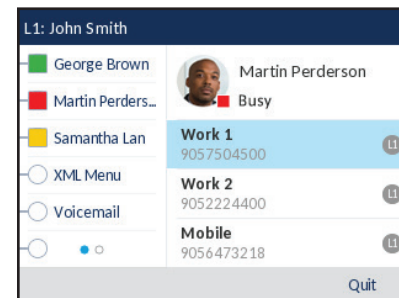 L1: John Smith
George Brown
Martin Perders...
Samantha Lan
XML Menu
Voicemail
Martin Perderson
Busy
Work 1
9057504500
L1
Work 2
9052224400
L1
Mobile
9056473218
L1
Quit